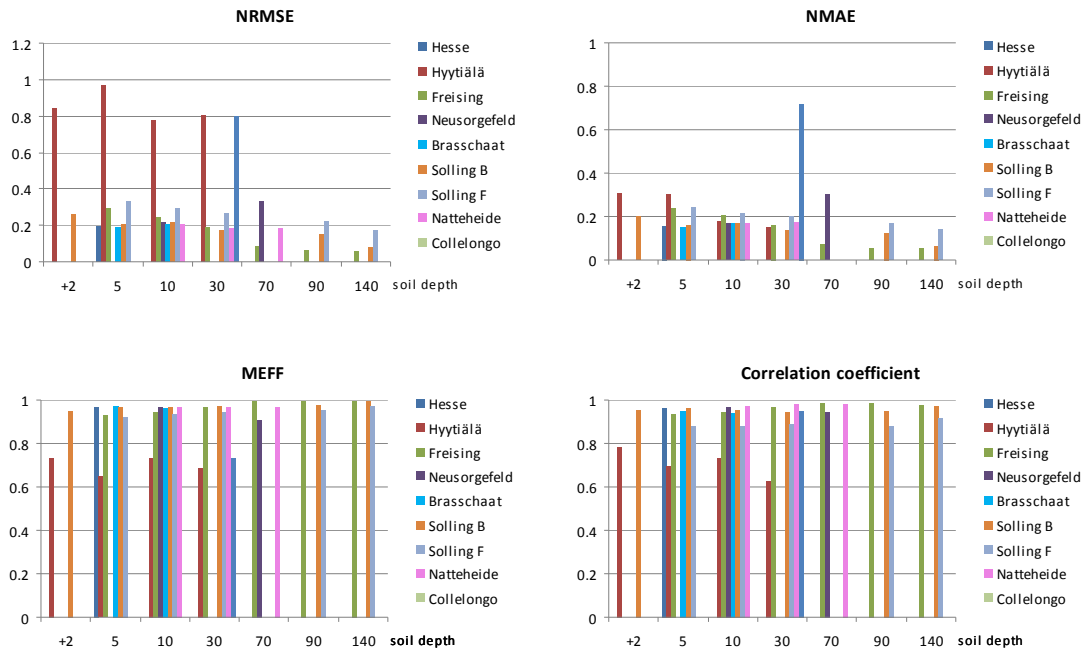 NRMSE
1.2
1
0.8
0.6
0.4
0.2
0
+2 5 10 30 70 90 140 soil depth
Hesse
Hyytiälä
Freising
Neusorgefeld
Brasschaat
Solling B
Solling F
Natteheide
Collelongo
NMAE
1
0.8
0.6
0.4
0.2
0
+2 5 10 30 70 90 140 soil depth
Hesse
Hyytiälä
Freising
Neusorgefeld
Brasschaat
Solling B
Solling F
Natteheide
Collelongo
MEFF
1
0.8
0.6
0.4
0.2
0
+2 5 10 30 70 90 140 soil depth
Hesse
Hyytiälä
Freising
Neusorgefeld
Brasschaat
Solling B
Solling F
Natteheide
Collelongo
Correlation coefficient
1
0.8
0.6
0.4
0.2
0
+2 5 10 30 70 90 140 soil depth
Hesse
Hyytiälä
Freising
Neusorgefeld
Brasschaat
Solling B
Solling F
Natteheide
Collelongo